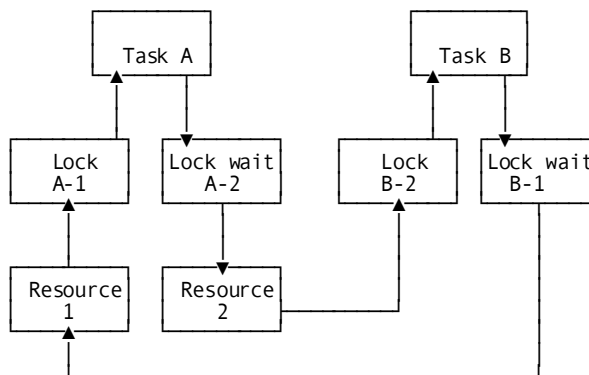 Task A
Task B
Lock
A-1
Lock wait
A-2
Lock
B-2
Lock wait
B-1
Resource
1
Resource
2